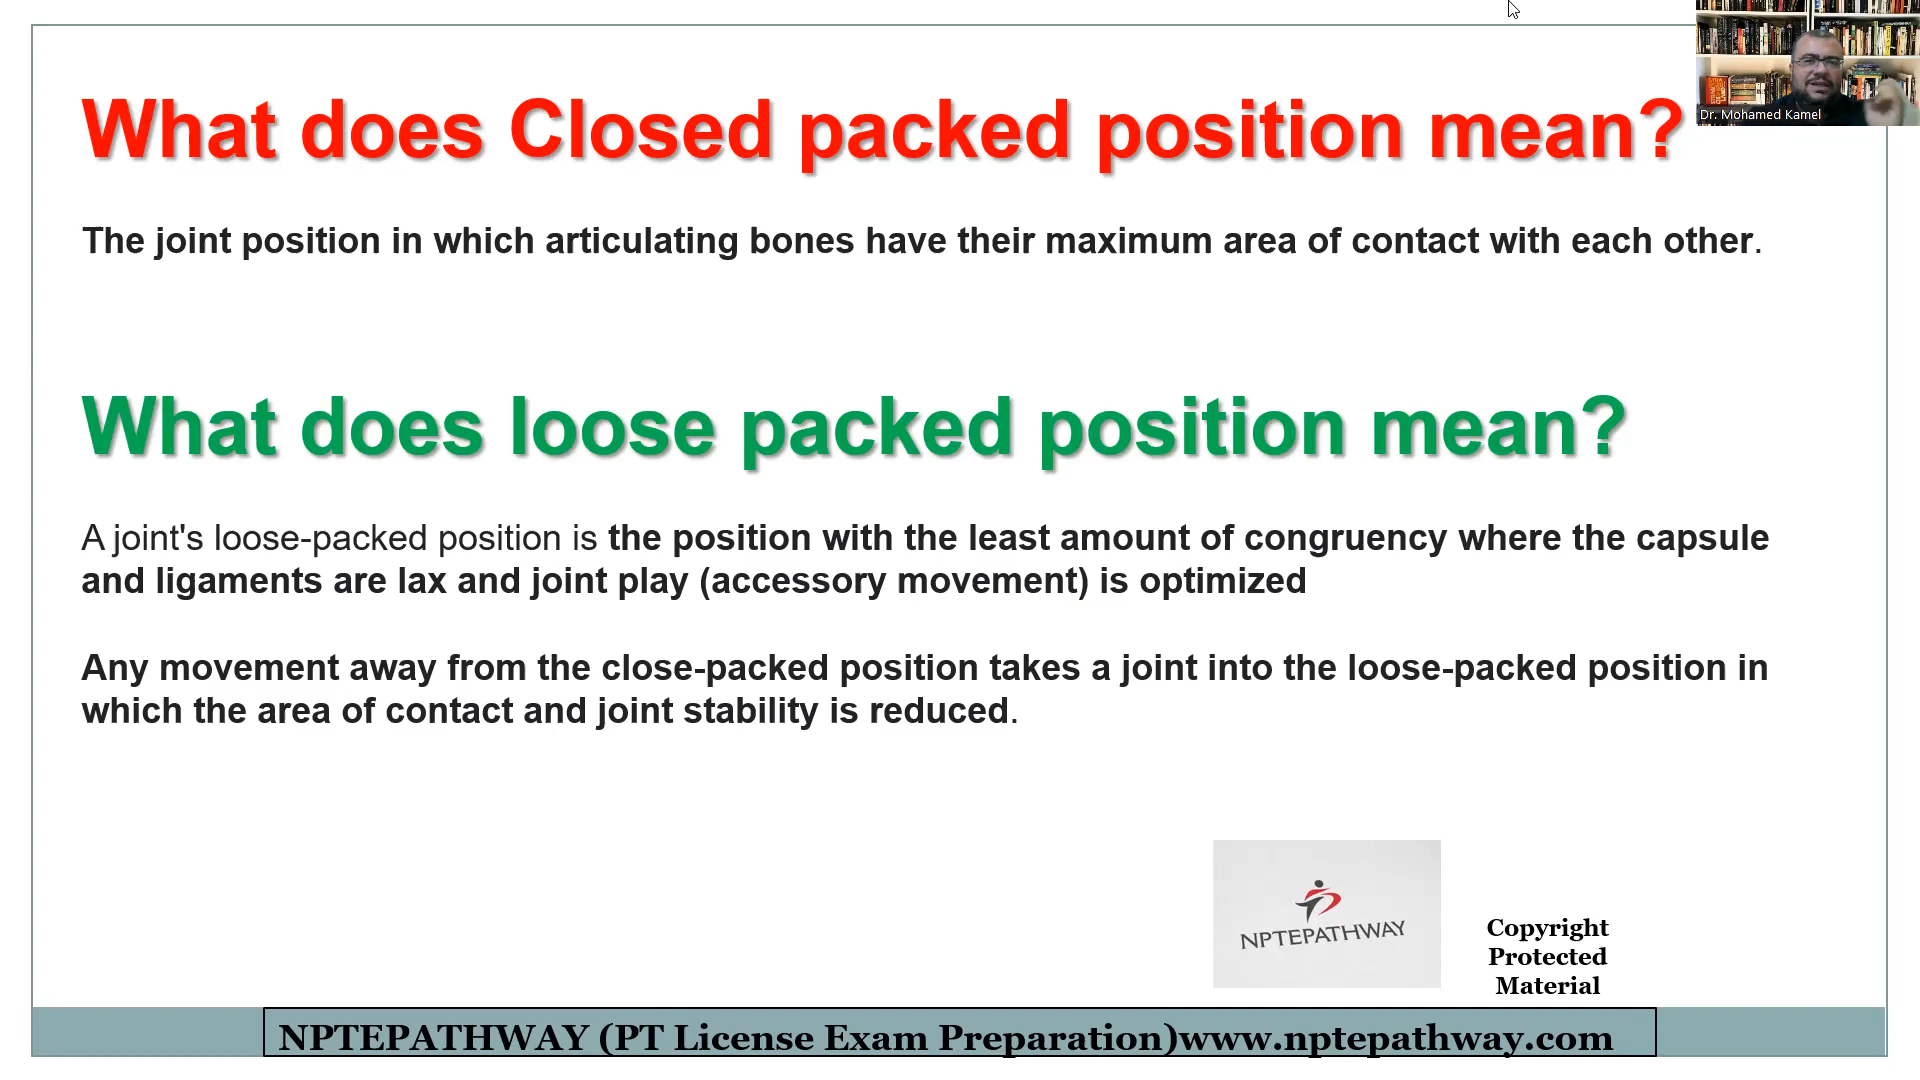 What does Closed packed position mean?
Dr. Mohamed Kamel
The joint position in which articulating bones have their maximum area of contact with each other.
What does loose packed position mean?
A joint's loose-packed position is the position with the least amount of congruency where the capsule
and ligaments are lax and joint play (accessory movement) is optimized
Any movement away from the close-packed position takes a joint into the loose-packed position in
which the area of contact and joint stability is reduced.
NPTEPATHWAY
Copyright
Protected
Material
NPTEPATHWAY (PT License Exam Preparation)www.nptepathway.com